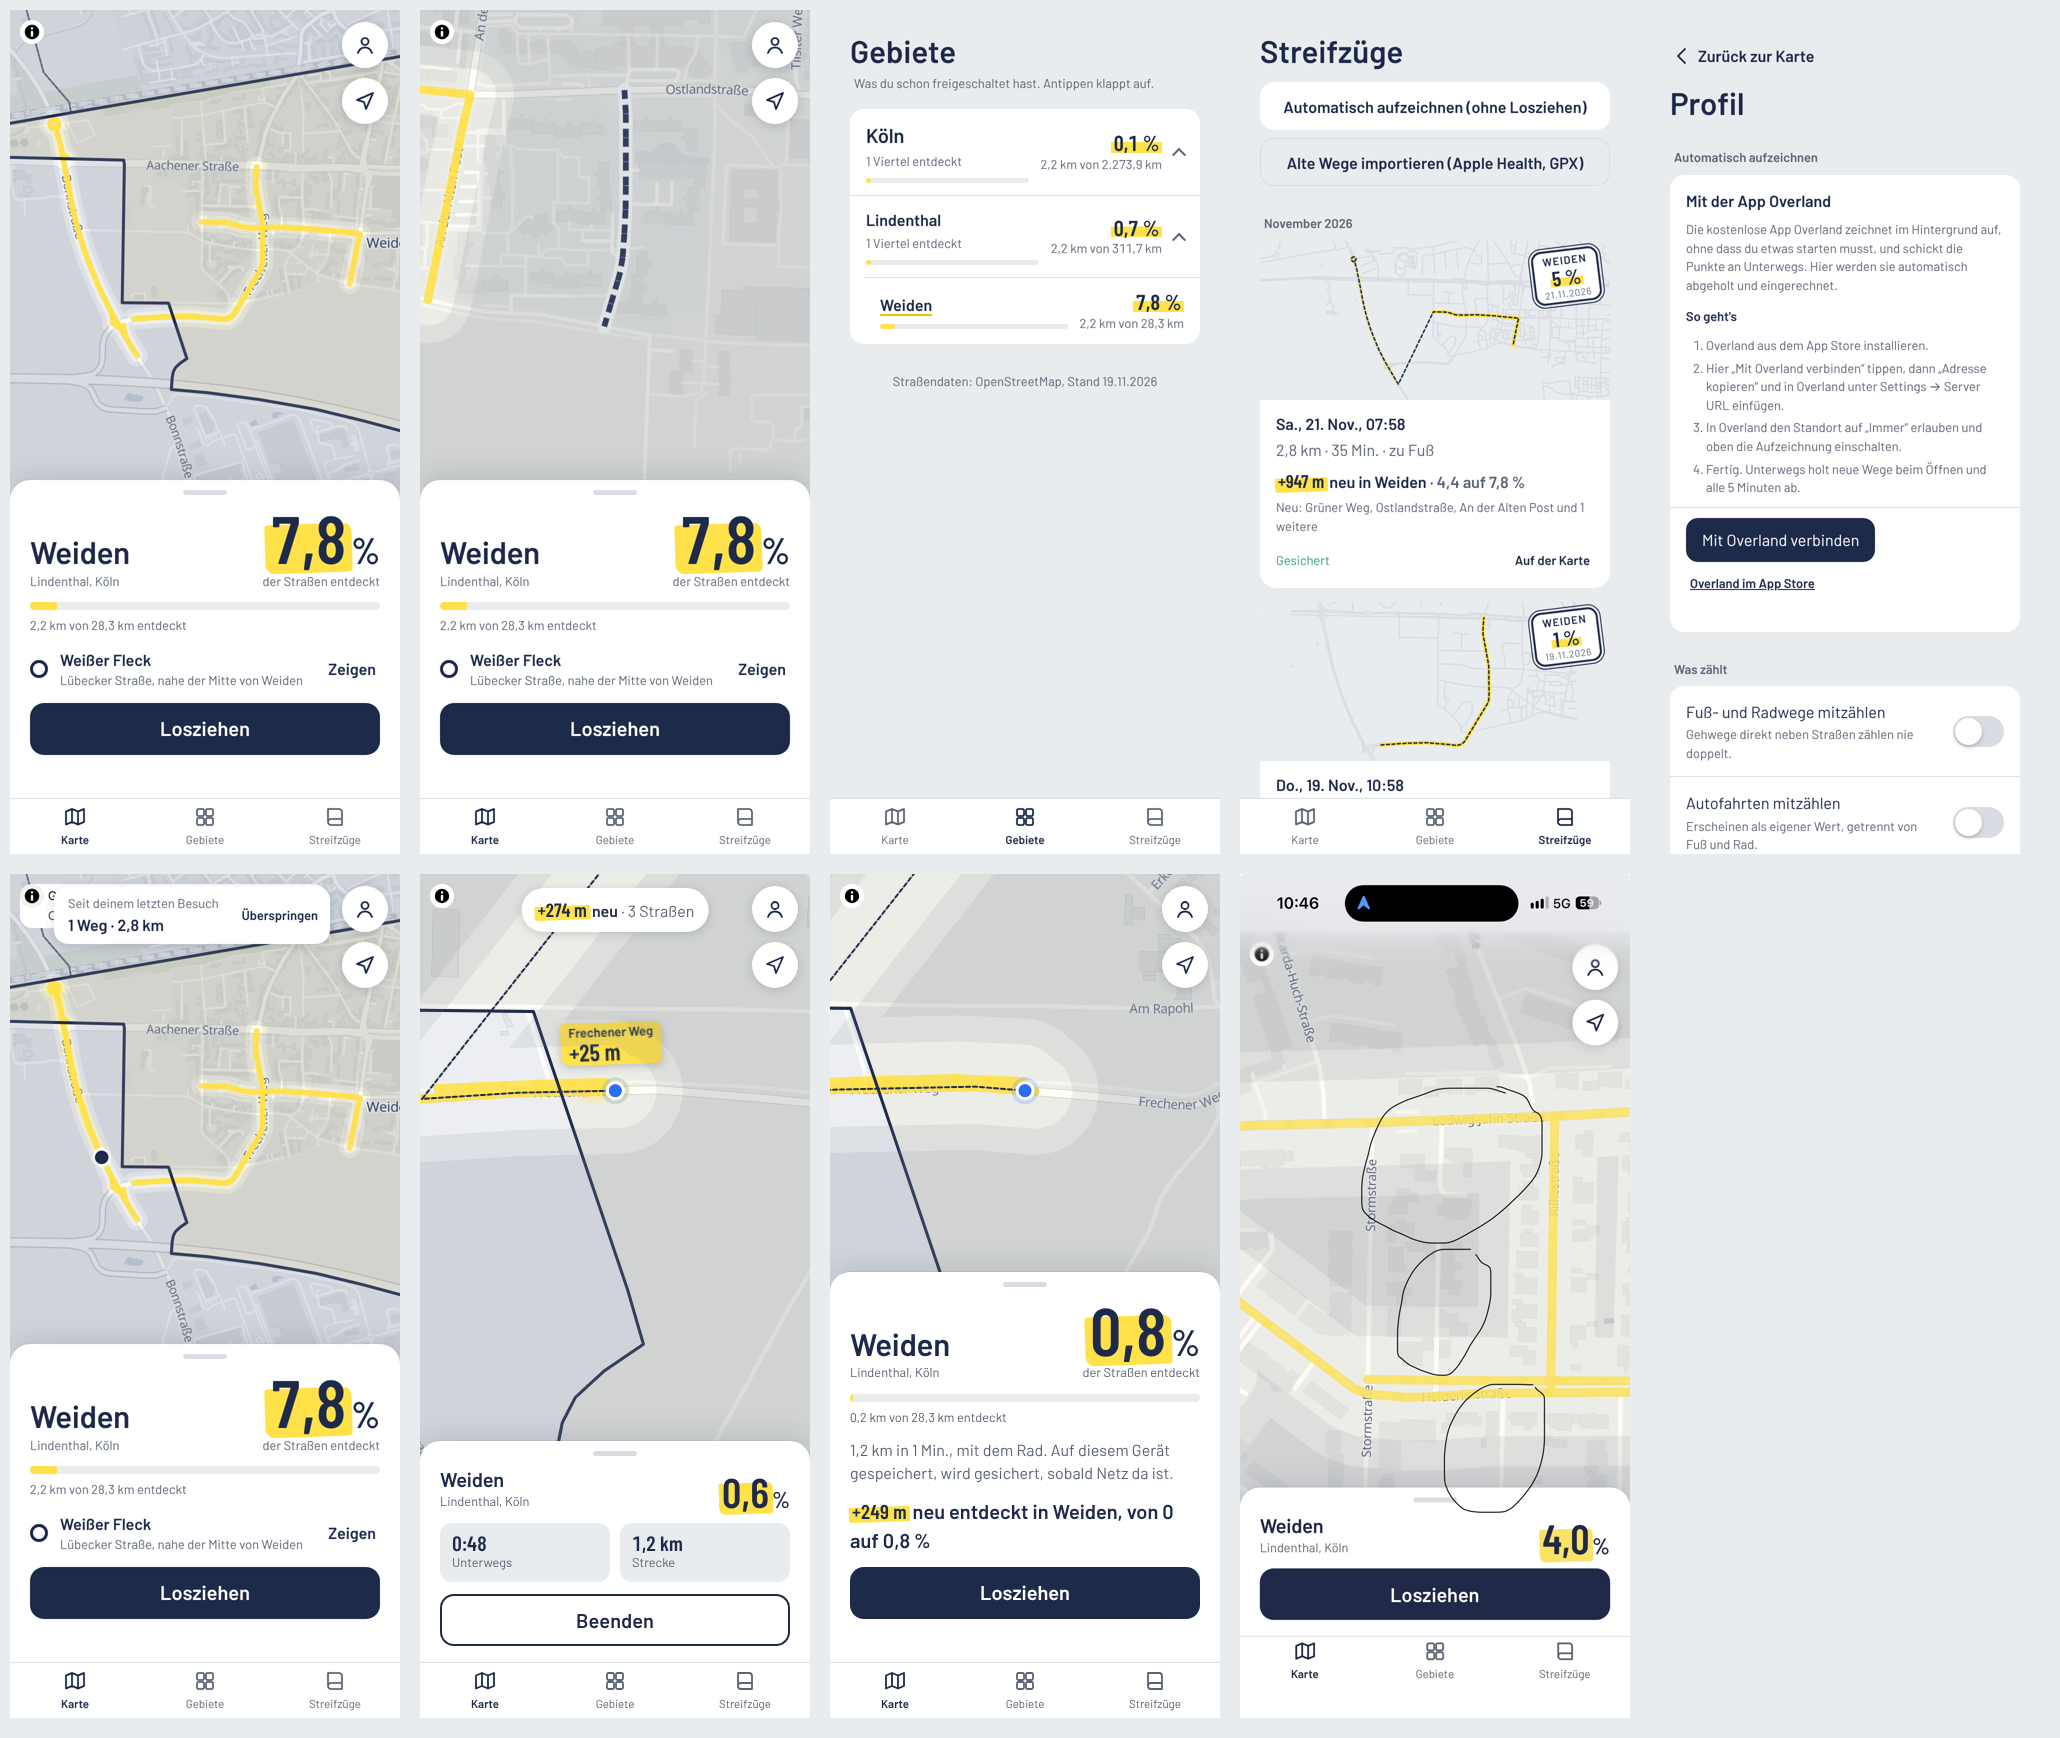 Aachener Straße
Bonnstraße
Bonnstraße
Frechener Weg
Weid
Weiden
Lindenthal, Köln
7,8 %
der Straßen entdeckt
2,2 km von 28,3 km entdeckt
Weißer Fleck
Lübecker Straße, nahe der Mitte von Weiden
Zeigen
Losziehen
Karte
Gebiete
Streifzüge
An de
Tilsiter We
Ostlandstraße
Weiden
Lindenthal, Köln
7,8 %
der Straßen entdeckt
2,2 km von 28,3 km entdeckt
Weißer Fleck
Lübecker Straße, nahe der Mitte von Weiden
Zeigen
Losziehen
Karte
Gebiete
Streifzüge
Gebiete
Was du schon freigeschaltet hast. Antippen klappt auf.
Köln
1 Viertel entdeckt
0,1 %
2,2 km von 2.273,9 km
Lindenthal
1 Viertel entdeckt
0,7 %
2,2 km von 311,7 km
Weiden
7,8 %
2,2 km von 28,3 km
Straßendaten: OpenStreetMap, Stand 19.11.2026
Karte
Gebiete
Streifzüge
Streifzüge
Automatisch aufzeichnen (ohne Losziehen)
Alte Wege importieren (Apple Health, GPX)
November 2026
WEIDEN
5 %
21.11.2026
Sa., 21. Nov., 07:58
2,8 km · 35 Min. · zu Fuß
+947 m neu in Weiden · 4,4 auf 7,8 %
Neu: Grüner Weg, Ostlandstraße, An der Alten Post und 1
weitere
Gesichert
Auf der Karte
WEIDEN
1 %
19.11.2026
Do., 19. Nov., 10:58
Karte
Gebiete
Streifzüge
Zurück zur Karte
Profil
Automatisch aufzeichnen
Mit der App Overland
Die kostenlose App Overland zeichnet im Hintergrund auf,
ohne dass du etwas starten musst, und schickt die
Punkte an Unterwegs. Hier werden sie automatisch
abgeholt und eingerechnet.
So geht's
1. Overland aus dem App Store installieren.
2. Hier „Mit Overland verbinden“ tippen, dann „Adresse
kopieren“ und in Overland unter Settings → Server
URL einfügen.
3. In Overland den Standort auf „Immer“ erlauben und
oben die Aufzeichnung einschalten.
4. Fertig. Unterwegs holt neue Wege beim Öffnen und
alle 5 Minuten ab.
Mit Overland verbinden
Overland im App Store
Was zählt
Fuß- und Radwege mitzählen
Gehwege direkt neben Straßen zählen nie
doppelt.
Autofahrten mitzählen
Erscheinen als eigener Wert, getrennt von
Fuß und Rad.
Seit deinem letzten Besuch
1 Weg · 2,8 km
Überspringen
Aachener Straße
Bonnstraße
Bonnstraße
Frechener Weg
Weide
Weiden
Lindenthal, Köln
7,8 %
der Straßen entdeckt
2,2 km von 28,3 km entdeckt
Weißer Fleck
Lübecker Straße, nahe der Mitte von Weiden
Zeigen
Losziehen
Karte
Gebiete
Streifzüge
+274 m neu · 3 Straßen
Frechener Weg
+25 m
Weiden
Lindenthal, Köln
0,6 %
0:48
Unterwegs
1,2 km
Strecke
Beenden
Karte
Gebiete
Streifzüge
Erk
Am Rapohl
Frechener Weg
Weiden
Lindenthal, Köln
0,8 %
der Straßen entdeckt
0,2 km von 28,3 km entdeckt
1,2 km in 1 Min., mit dem Rad. Auf diesem Gerät
gespeichert, wird gesichert, sobald Netz da ist.
+249 m neu entdeckt in Weiden, von 0
auf 0,8 %
Losziehen
Karte
Gebiete
Streifzüge
10:46
5G
59
arda-Huch-Straße
Ludwig-Jahn-Straße
Stormstraße
Stormstraße
Hölderlinstraße
Weiden
Lindenthal, Köln
4,0 %
Losziehen
Karte
Gebiete
Streifzüge